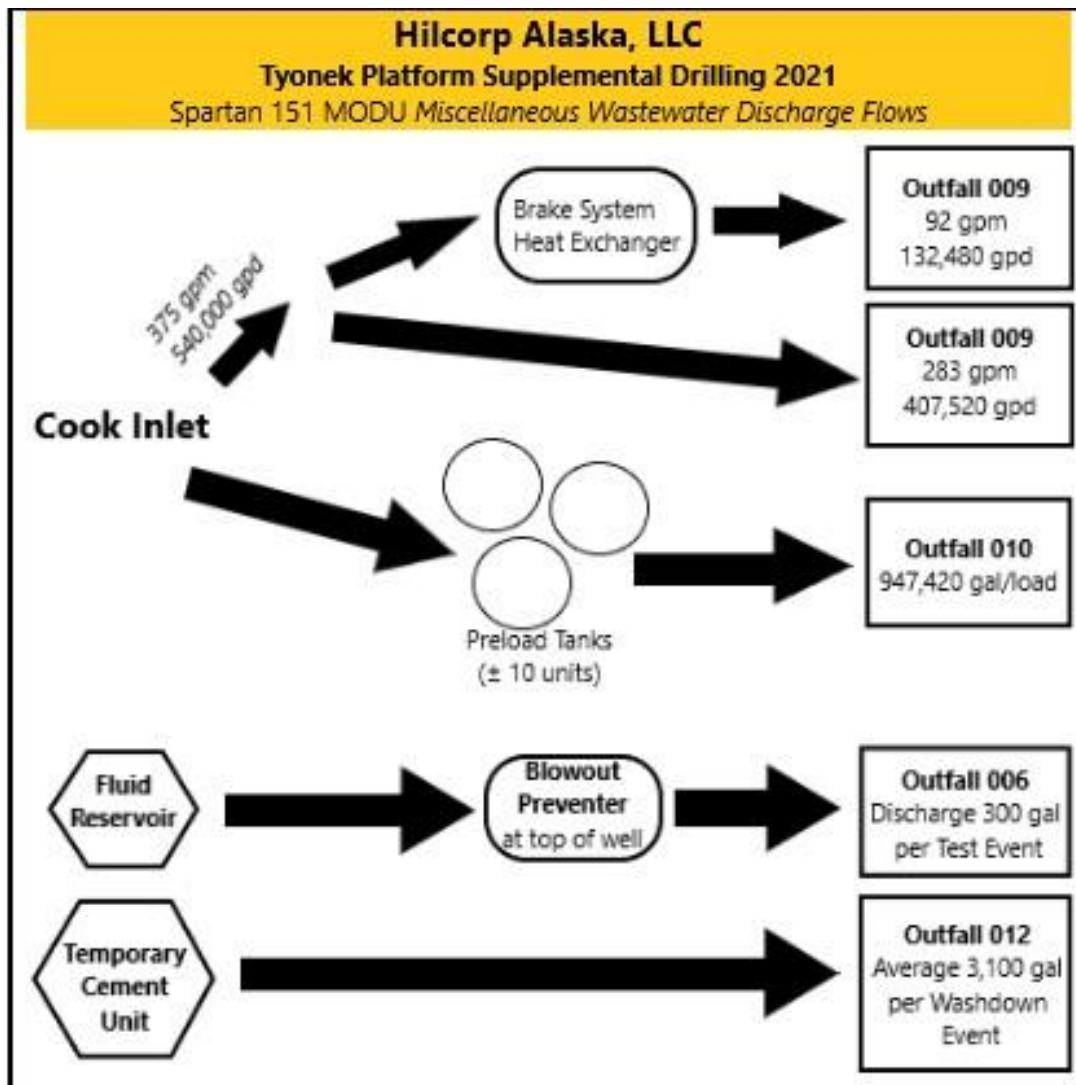 Hilcorp Alaska, LLC
Tyonek Platform Supplemental Drilling 2021
Spartan 151 MODU Miscellaneous Wastewater Discharge Flows
375 gpm
540,000 gpd
Brake System
Heat Exchanger
Outfall 009
92 gpm
132,480 gpd
Outfall 009
283 gpm
407,520 gpd
Cook Inlet
Preload Tanks
(± 10 units)
Outfall 010
947,420 gal/load
Fluid
Reservoir
Blowout
Preventer
at top of well
Outfall 006
Discharge 300 gal
per Test Event
Temporary
Cement
Unit
Outfall 012
Average 3,100 gal
per Washdown
Event